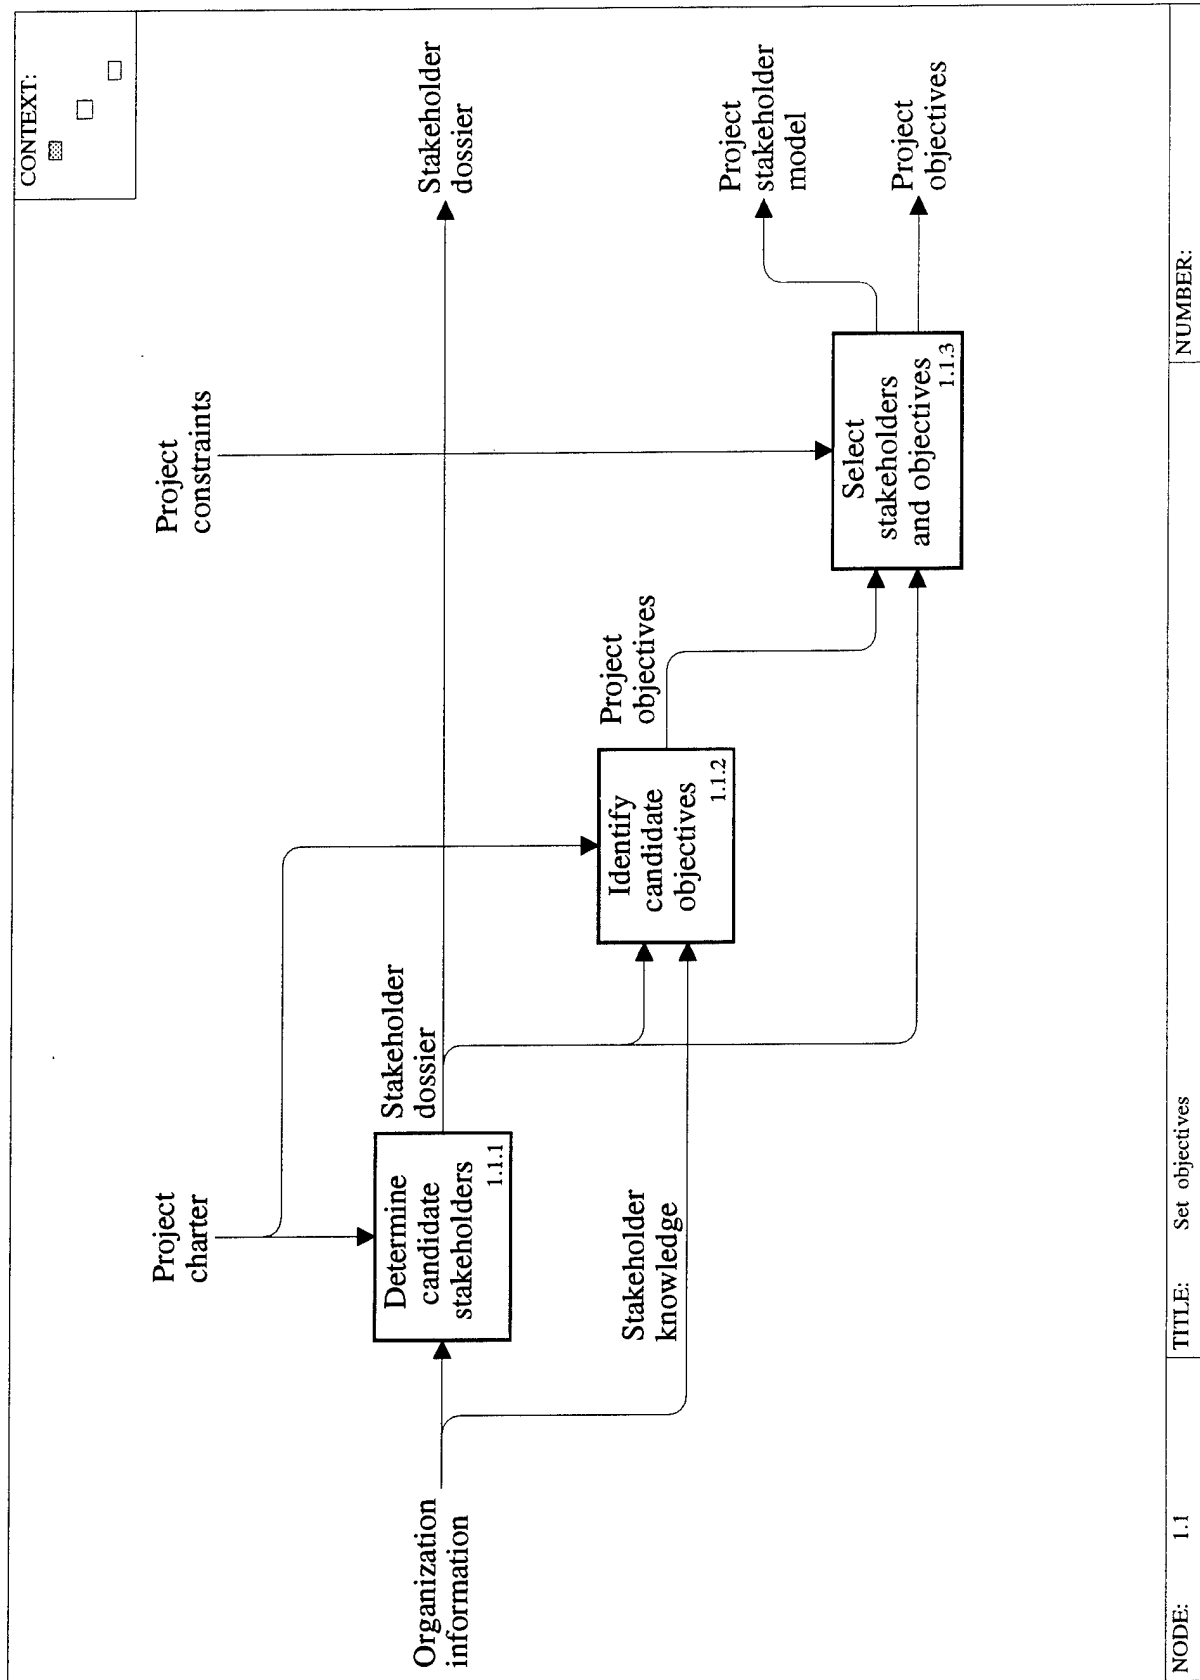 CONTEXT:
Project
charter
Project
constraints
Organization
information
Determine
candidate
stakeholders
1.1.1
Stakeholder
dossier
Stakeholder
dossier
Stakeholder
knowledge
Identify
candidate
objectives
1.1.2
Project
objectives
Select
stakeholders
and objectives
1.1.3
Project
stakeholder
model
Project
objectives
NODE: 1.1
TITLE: Set objectives
NUMBER: